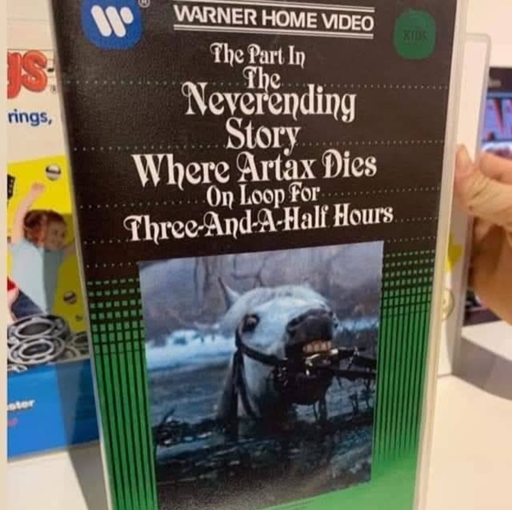 WARNER HOME VIDEO
KIDS
The Part In
The
Neverending
Story
Where Artax Dies
On Loop For
Three-And-A-Half Hours
gs
rings,